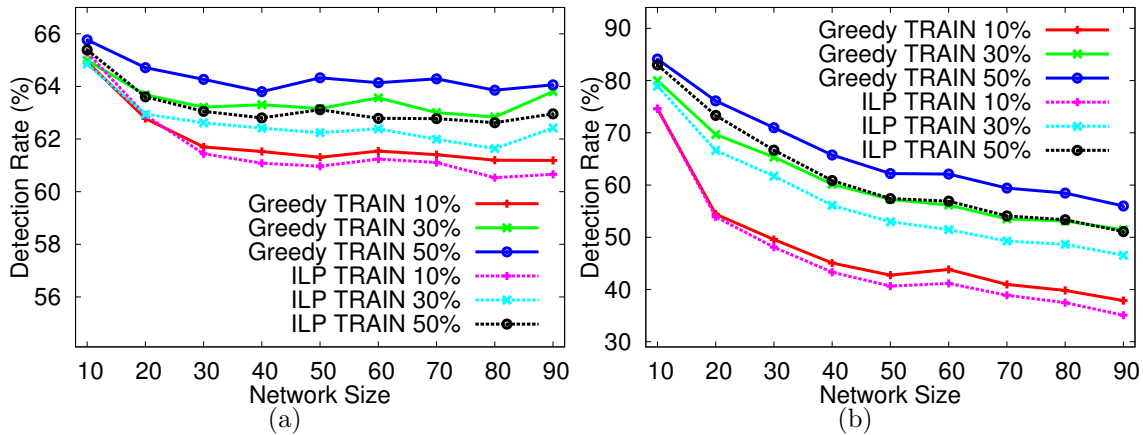 Detection Rate (%)
66
64
62
60
58
56
Greedy TRAIN 10%
Greedy TRAIN 30%
Greedy TRAIN 50%
ILP TRAIN 10%
ILP TRAIN 30%
ILP TRAIN 50%
10 20 30 40 50 60 70 80 90
Network Size
(a)
Detection Rate (%)
90
80
70
60
50
40
30
Greedy TRAIN 10%
Greedy TRAIN 30%
Greedy TRAIN 50%
ILP TRAIN 10%
ILP TRAIN 30%
ILP TRAIN 50%
10 20 30 40 50 60 70 80 90
Network Size
(b)